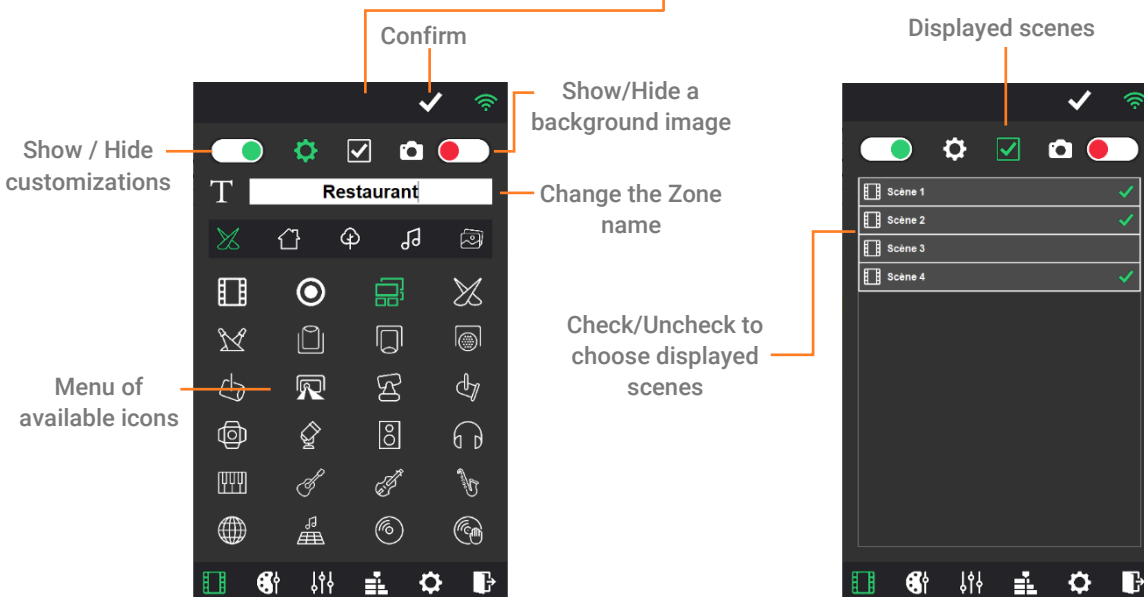 Confirm
Displayed scenes
Show/Hide a
background image
Show / Hide
customizations
T
Restaurant
Change the Zone
name
Menu of
available icons
Scène 1
Scène 2
Scène 3
Scène 4
Check/Uncheck to
choose displayed
scenes